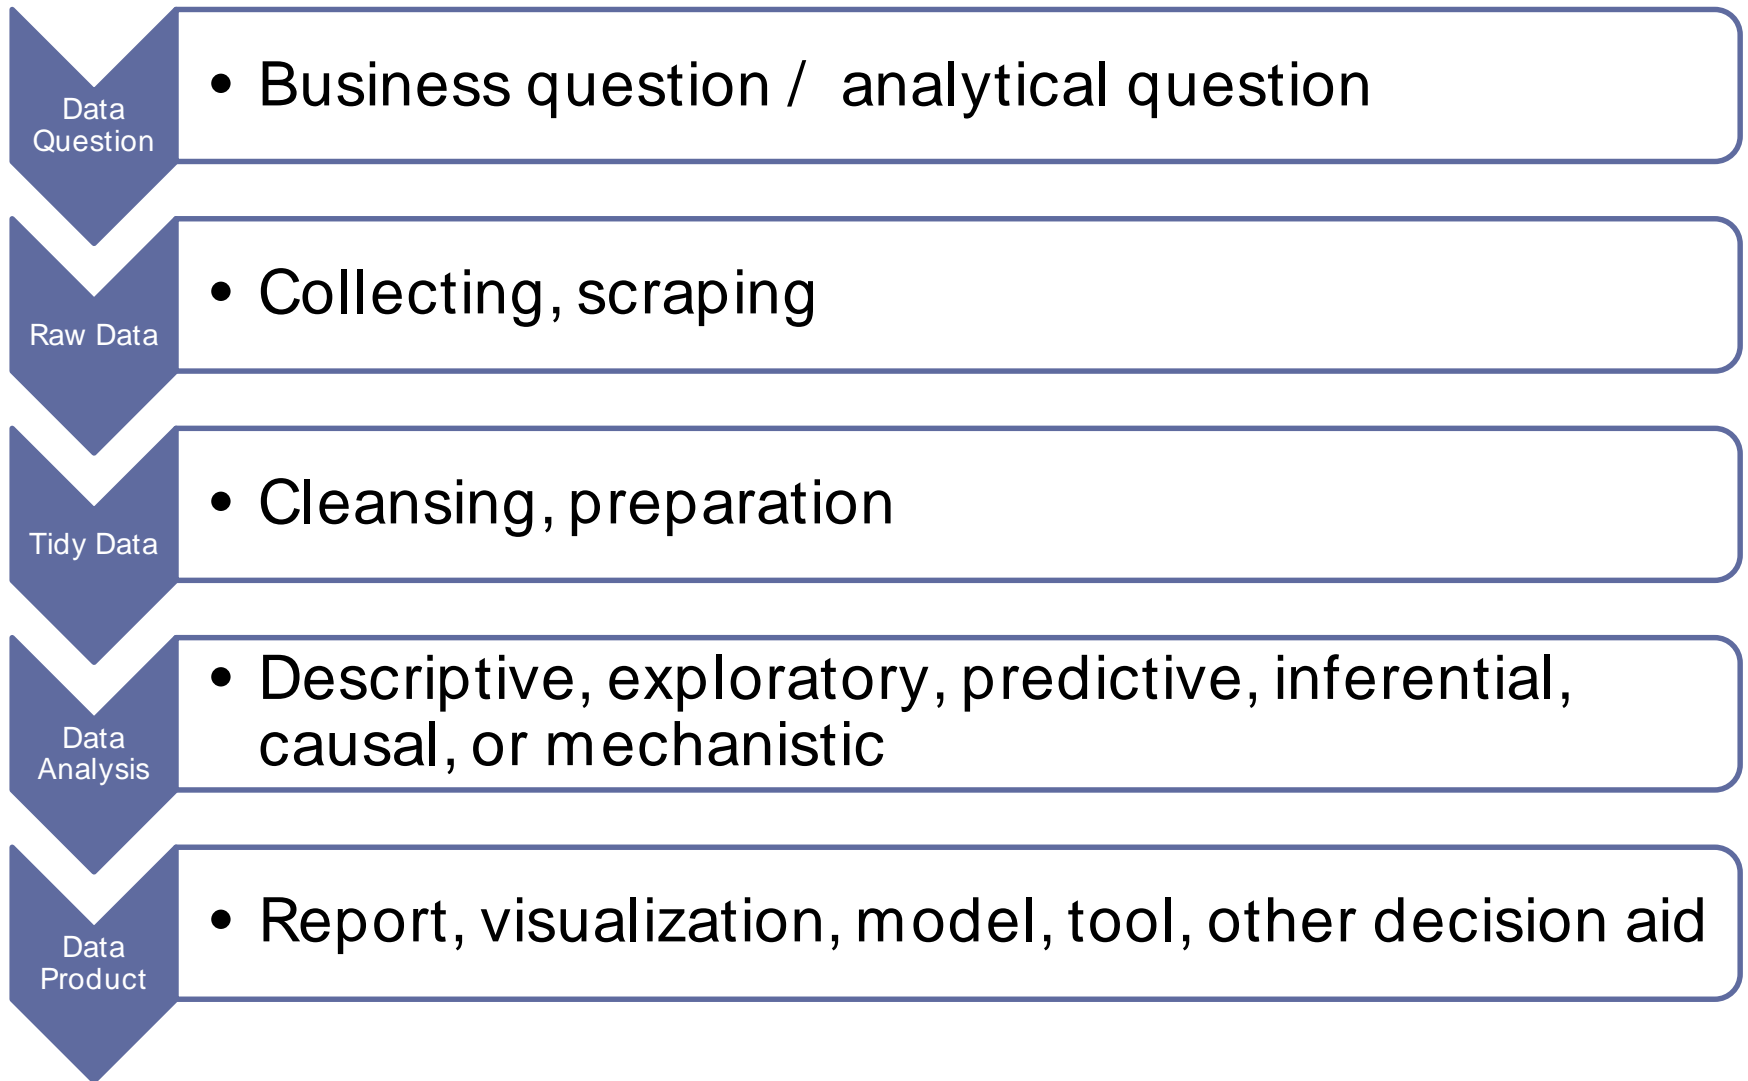 Data
Question
• Business question / analytical question
Raw Data
• Collecting, scraping
Tidy Data
• Cleansing, preparation
Data
Analysis
• Descriptive, exploratory, predictive, inferential,
causal, or mechanistic
Data
Product
• Report, visualization, model, tool, other decision aid